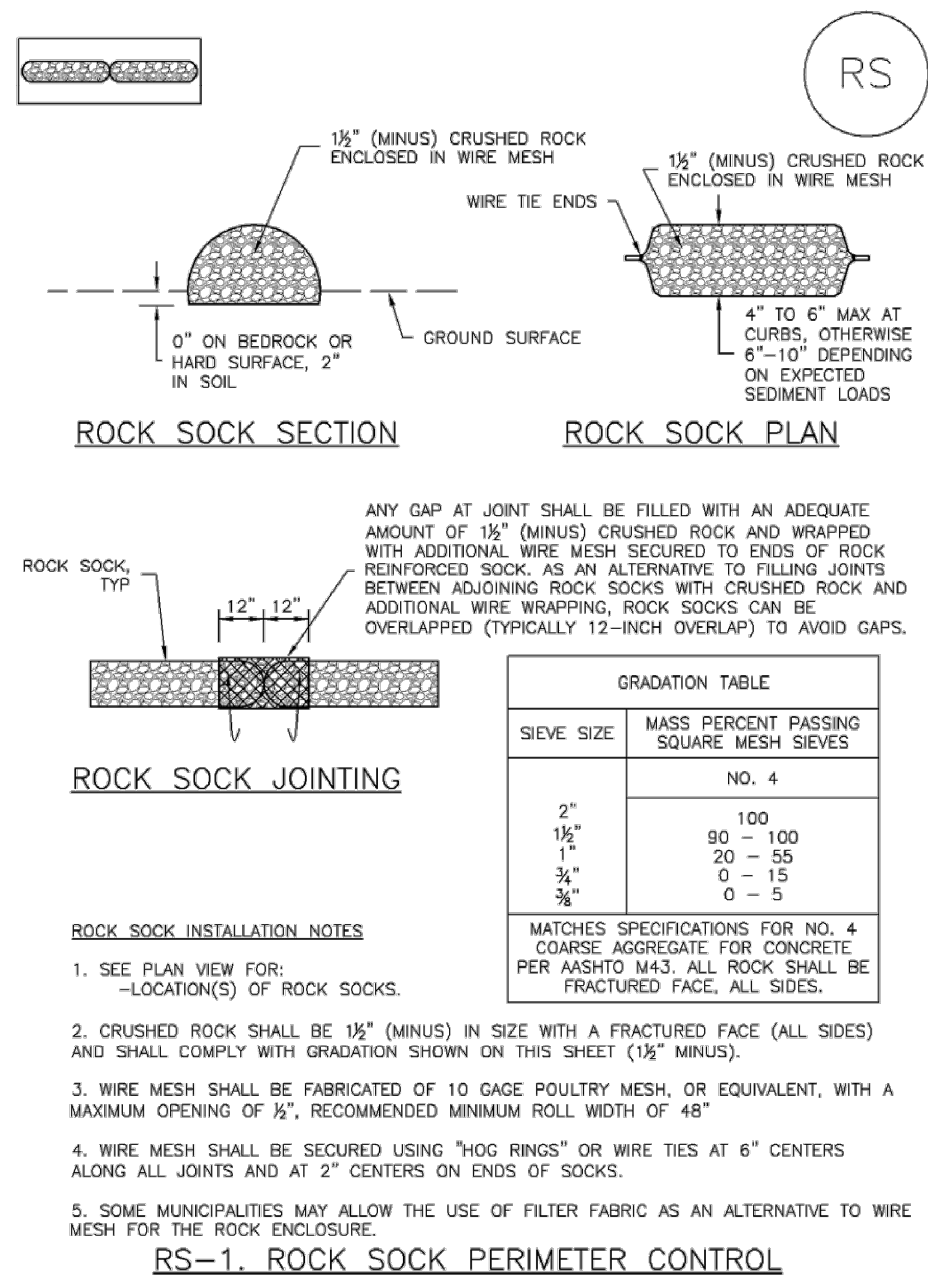 RS
1½" (MINUS) CRUSHED ROCK
ENCLOSED IN WIRE MESH
0" ON BEDROCK OR
HARD SURFACE, 2"
IN SOIL
GROUND SURFACE
ROCK SOCK SECTION
1½" (MINUS) CRUSHED ROCK
ENCLOSED IN WIRE MESH
WIRE TIE ENDS
4" TO 6" MAX AT
CURBS, OTHERWISE
6"-10" DEPENDING
ON EXPECTED
SEDIMENT LOADS
ROCK SOCK PLAN
ANY GAP AT JOINT SHALL BE FILLED WITH AN ADEQUATE
AMOUNT OF 1½" (MINUS) CRUSHED ROCK AND WRAPPED
WITH ADDITIONAL WIRE MESH SECURED TO ENDS OF ROCK
REINFORCED SOCK. AS AN ALTERNATIVE TO FILLING JOINTS
BETWEEN ADJOINING ROCK SOCKS WITH CRUSHED ROCK AND
ADDITIONAL WIRE WRAPPING, ROCK SOCKS CAN BE
OVERLAPPED (TYPICALLY 12-INCH OVERLAP) TO AVOID GAPS.
ROCK SOCK,
TYP
12" 12"
ROCK SOCK JOINTING
GRADATION TABLE
SIEVE SIZE
MASS PERCENT PASSING
SQUARE MESH SIEVES
NO. 4
2" 100
1½" 90 - 100
1" 20 - 55
¾" 0 - 15
⅜" 0 - 5
MATCHES SPECIFICATIONS FOR NO. 4
COARSE AGGREGATE FOR CONCRETE
PER AASHTO M43. ALL ROCK SHALL BE
FRACTURED FACE, ALL SIDES.
ROCK SOCK INSTALLATION NOTES
1. SEE PLAN VIEW FOR:
-LOCATION(S) OF ROCK SOCKS.
2. CRUSHED ROCK SHALL BE 1½" (MINUS) IN SIZE WITH A FRACTURED FACE (ALL SIDES)
AND SHALL COMPLY WITH GRADATION SHOWN ON THIS SHEET (1½" MINUS).
3. WIRE MESH SHALL BE FABRICATED OF 10 GAGE POULTRY MESH, OR EQUIVALENT, WITH A
MAXIMUM OPENING OF ½", RECOMMENDED MINIMUM ROLL WIDTH OF 48"
4. WIRE MESH SHALL BE SECURED USING "HOG RINGS" OR WIRE TIES AT 6" CENTERS
ALONG ALL JOINTS AND AT 2" CENTERS ON ENDS OF SOCKS.
5. SOME MUNICIPALITIES MAY ALLOW THE USE OF FILTER FABRIC AS AN ALTERNATIVE TO WIRE
MESH FOR THE ROCK ENCLOSURE.
RS-1. ROCK SOCK PERIMETER CONTROL